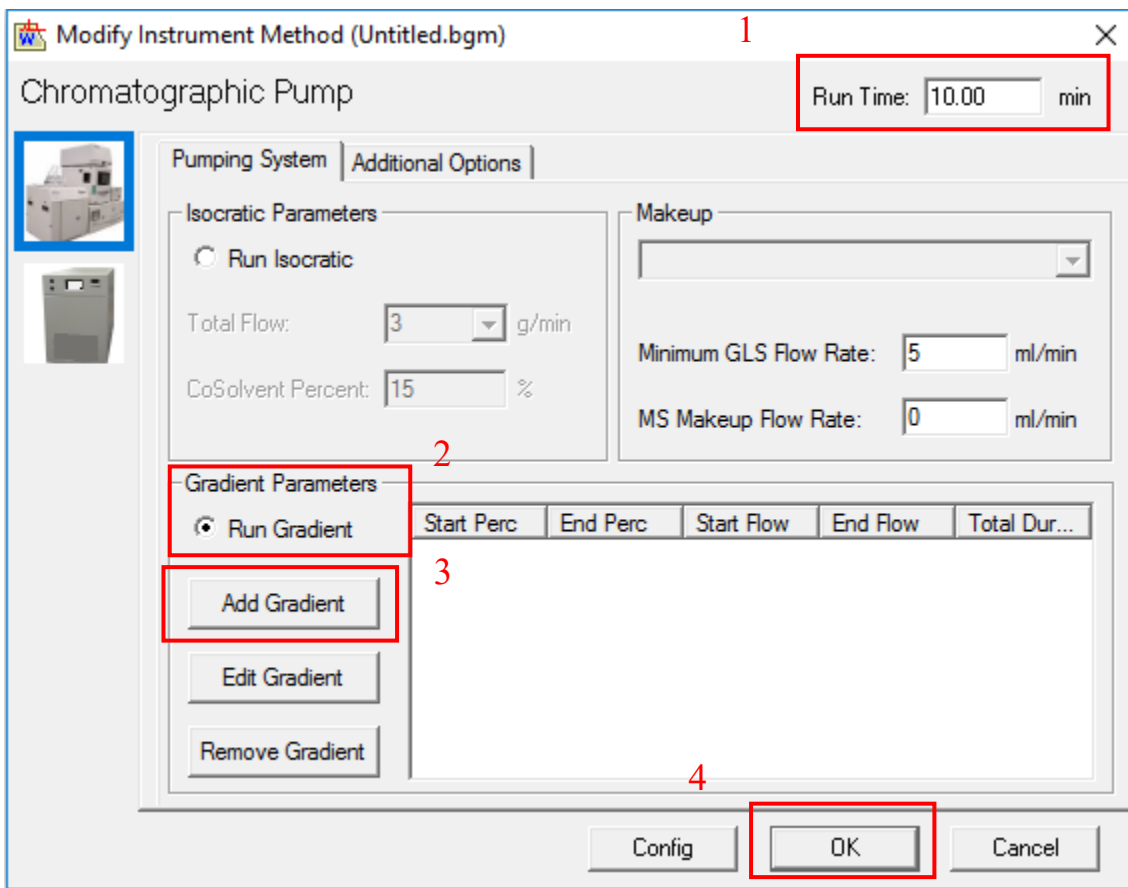 Modify Instrument Method (Untitled.bgm)
1
Chromatographic Pump
Run Time: 10.00 min
Pumping System Additional Options
Isocratic Parameters
Run Isocratic
Total Flow: 3 g/min
CoSolvent Percent: 15 %
Makeup
Minimum GLS Flow Rate: 5 ml/min
MS Makeup Flow Rate: 0 ml/min
2
Gradient Parameters
Run Gradient
Start Perc End Perc Start Flow End Flow Total Dur...
3
Add Gradient
Edit Gradient
Remove Gradient
4
Config OK Cancel